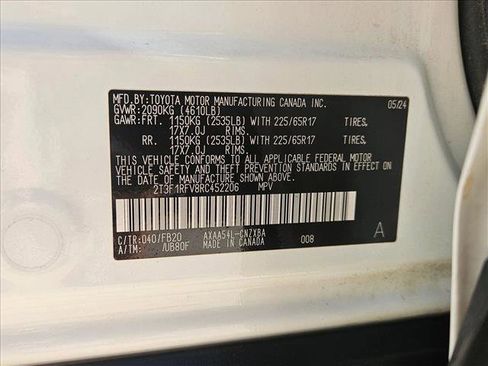 MFD.BY:TOYOTA MOTOR MANUFACTURING CANADA INC. 05/24
GVWR:2090KG (4610LB)
GAWR:FRT. 1150KG (2535LB) WITH 225/65R17 TIRES,
17X7.0J RIMS.
RR. 1150KG (2535LB) WITH 225/65R17 TIRES,
17X7.0J RIMS.
THIS VEHICLE CONFORMS TO ALL APPLICABLE FEDERAL MOTOR
VEHICLE SAFETY AND THEFT PREVENTION STANDARDS IN EFFECT
ON THE DATE OF MANUFACTURE SHOWN ABOVE.
2T3F1RFV8RC452206 MPV
C/TR:040/FB20 AXAA54L-CNZXBA
A/TM: /UB80F MADE IN CANADA 008 A